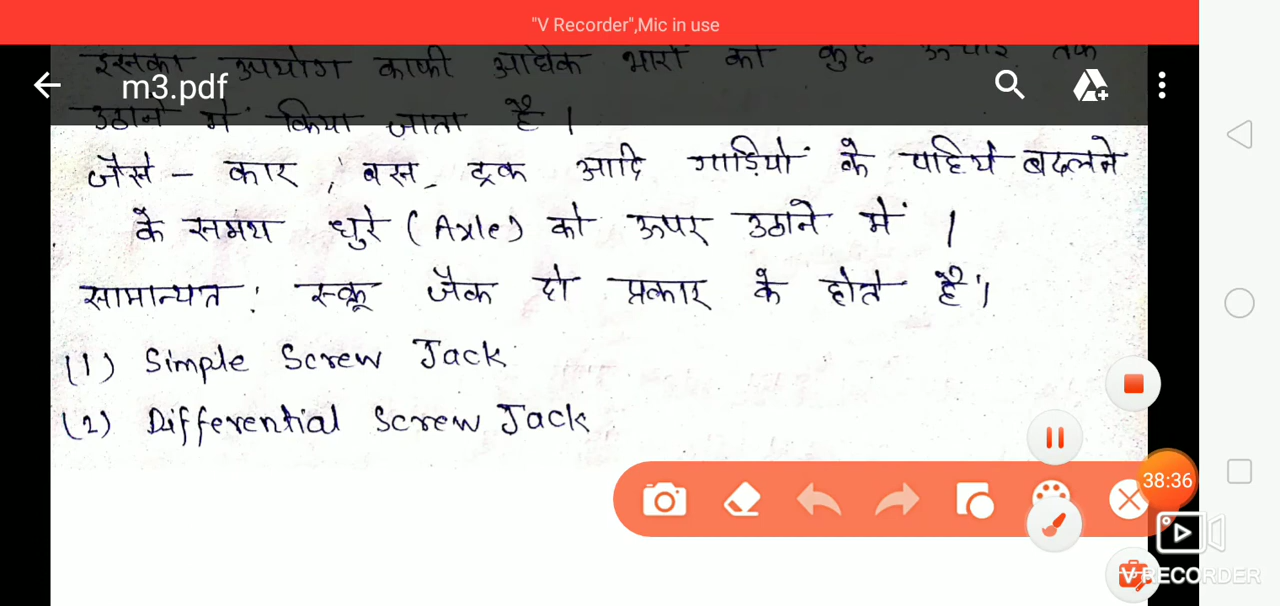 "V Recorder",Mic in use
इसका उपयोग काफी अधिक भारों को कुछ ऊंचाई तक
m3.pdf
उठाने में किया जाता है ।
जैसे - कार , बस, ट्रक आदि गाड़ियों के पहिये बदलने
के समय धुरे (Axle) को ऊपर उठाने में ।
सामान्यत: स्क्रू जैक दो प्रकार के होते है ।
(1) Simple Screw Jack
(2) Differential Screw Jack
38:36
V RECORDER